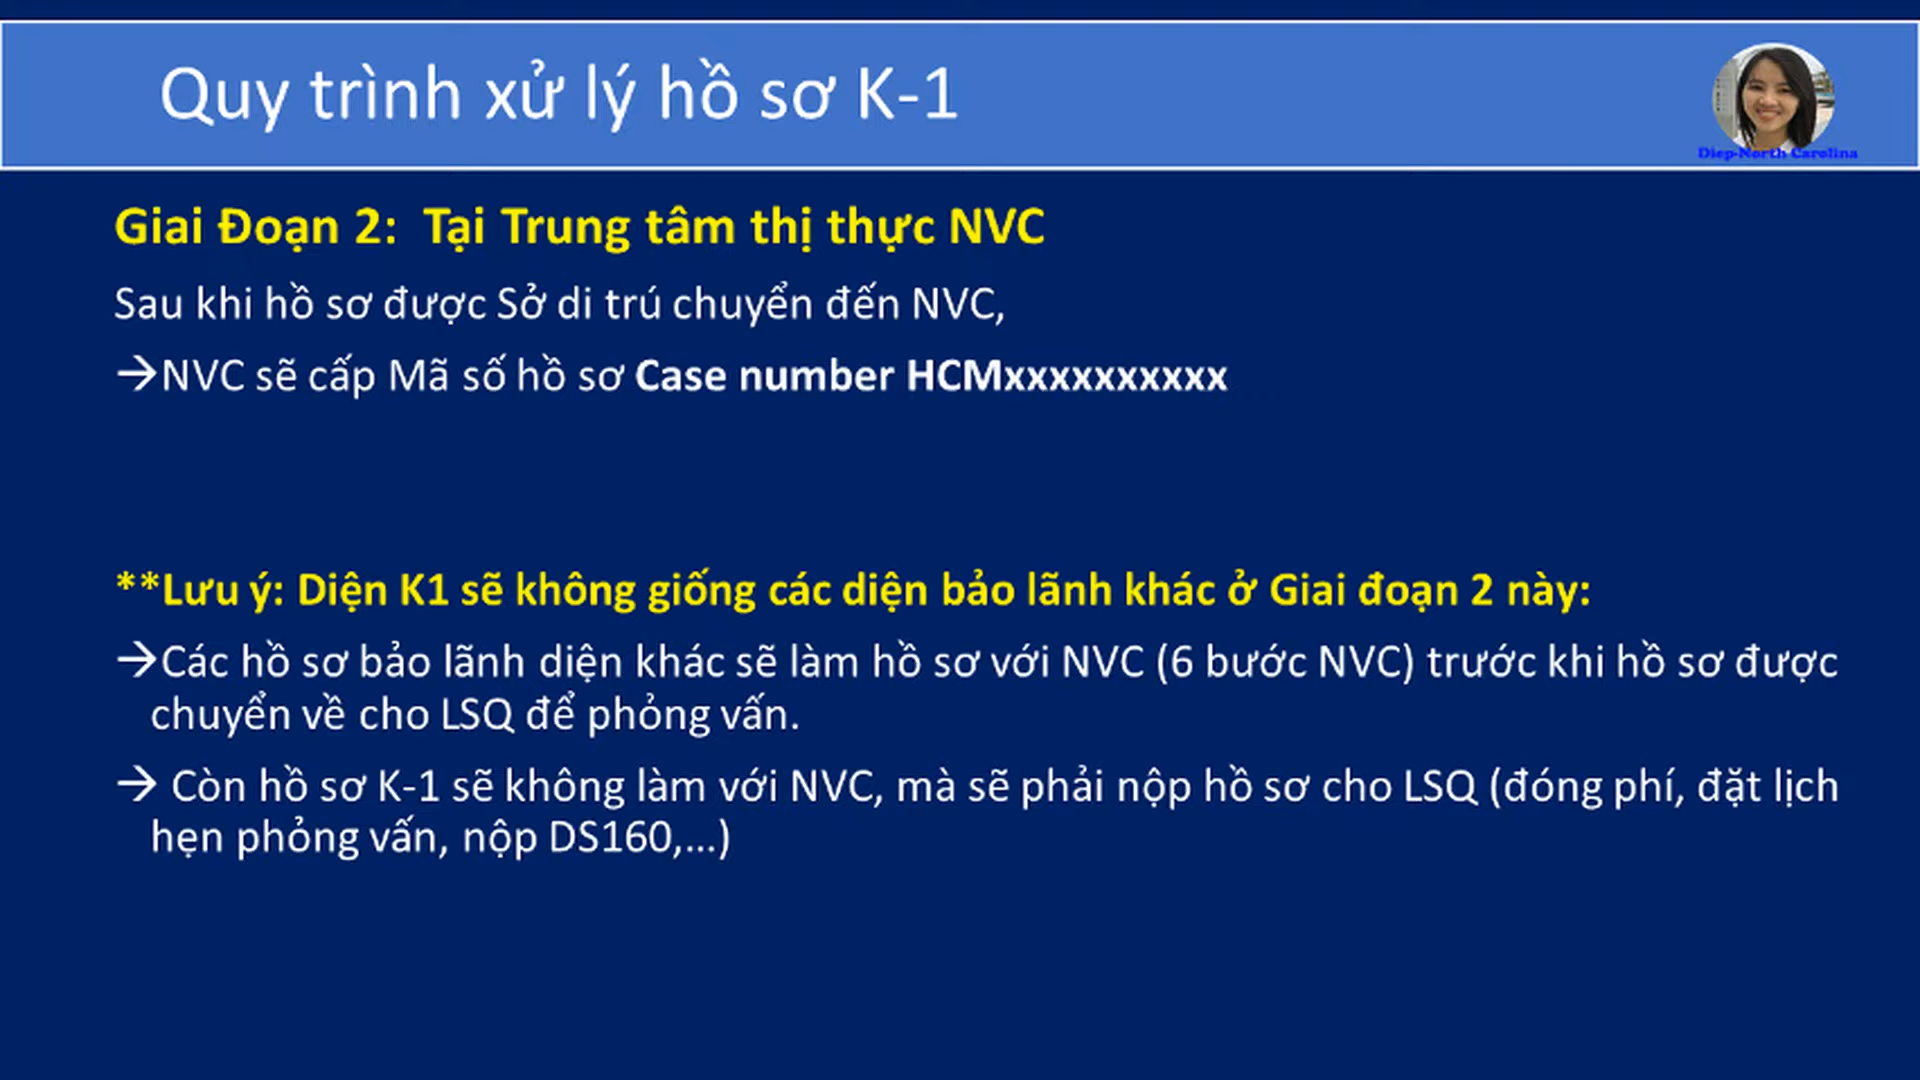 Quy trình xử lý hồ sơ K-1
Diep-North Carolina
Giai Đoạn 2: Tại Trung tâm thị thực NVC
Sau khi hồ sơ được Sở di trú chuyển đến NVC,
→NVC sẽ cấp Mã số hồ sơ Case number HCMxxxxxxxxxx
**Lưu ý: Diện K1 sẽ không giống các diện bảo lãnh khác ở Giai đoạn 2 này:
→Các hồ sơ bảo lãnh diện khác sẽ làm hồ sơ với NVC (6 bước NVC) trước khi hồ sơ được
chuyển về cho LSQ để phỏng vấn.
→ Còn hồ sơ K-1 sẽ không làm với NVC, mà sẽ phải nộp hồ sơ cho LSQ (đóng phí, đặt lịch
hẹn phỏng vấn, nộp DS160,...)